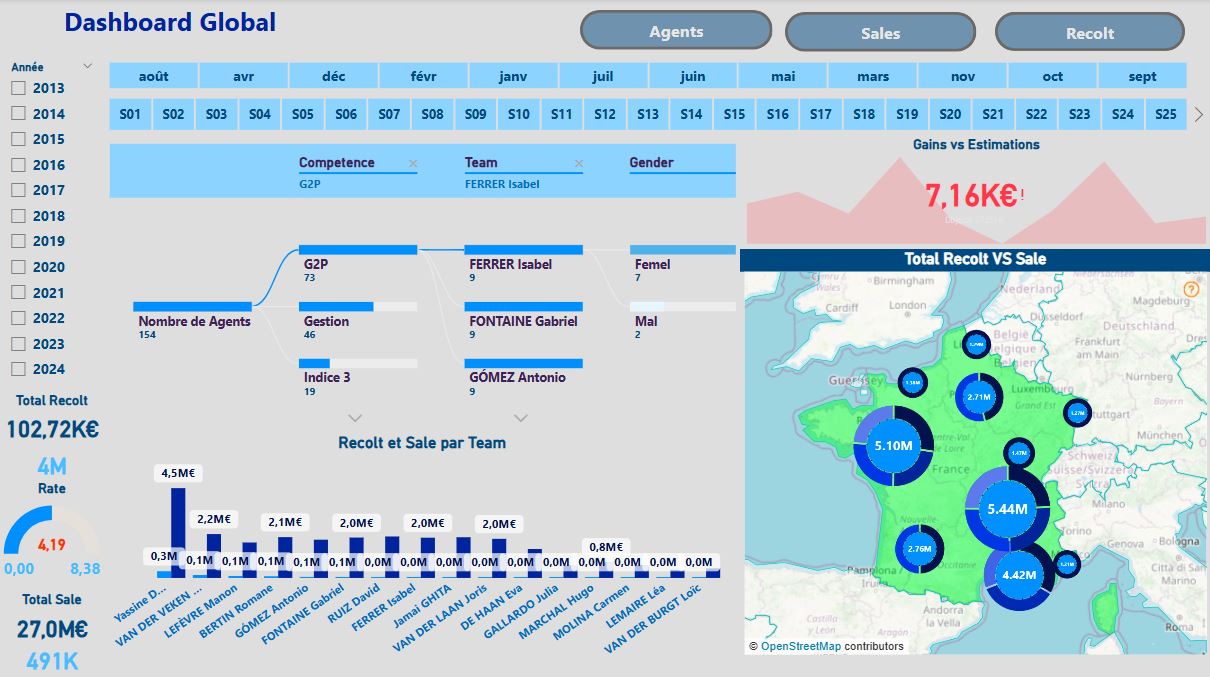 Dashboard Global
Agents
Sales
Recolt
Année
2013
2014
2015
2016
2017
2018
2019
2020
2021
2022
2023
2024
août avr déc févr janv juil juin mai mars nov oct sept
S01 S02 S03 S04 S05 S06 S07 S08 S09 S10 S11 S12 S13 S14 S15 S16 S17 S18 S19 S20 S21 S22 S23 S24 S25
Competence
G2P
Team
FERRER Isabel
Gender
Nombre de Agents
154
G2P
73
Gestion
46
Indice 3
19
FERRER Isabel
9
FONTAINE Gabriel
9
GÓMEZ Antonio
9
Femel
7
Mal
2
Gains vs Estimations
7,16K€!
Total Recolt
102,72K€
4M
Rate
4,19
0,00 8,38
Total Sale
27,0M€
491K
Recolt et Sale par Team
4,5M€ 2,2M€ 2,1M€ 2,0M€ 2,0M€ 2,0M€ 0,8M€
0,3M 0,1M 0,1M 0,1M 0,1M 0,1M 0,0M 0,0M 0,0M 0,0M 0,0M 0,0M 0,0M 0,0M 0,0M 0,0M
Yassine D...
VAN DER VEKEN ...
LEFÈVRE Manon
BERTIN Romane
GÓMEZ Antonio
FONTAINE Gabriel
RUIZ David
FERRER Isabel
Jamai GHITA
VAN DER LAAN Joris
DE HAAN Eva
GALLARDO Julia
MARCHAL Hugo
MOLINA Carmen
LEMAIRE Léa
VAN DER BURGT Loïc
Total Recolt VS Sale
Birmingham
Nederland
Niedersachsen
Wales
Cardiff
London
Magdeburg
Düsseldorf
België
Belgique
Belgien
Deutschland
Frankfurt
am Main
Guernsey
Luxembourg
Nürnberg
Grand Est
Bayern
Stuttgart
München
2.71M
5.10M
France
Schweiz
5.44M
Nouvelle
Torino
Genova
Bologna
2.76M
Occitanie
Pamplona
4.42M
Città di San
Marino
Andorra
la Vella
Castilla
y León
Aragón
Roma
?
© OpenStreetMap contributors